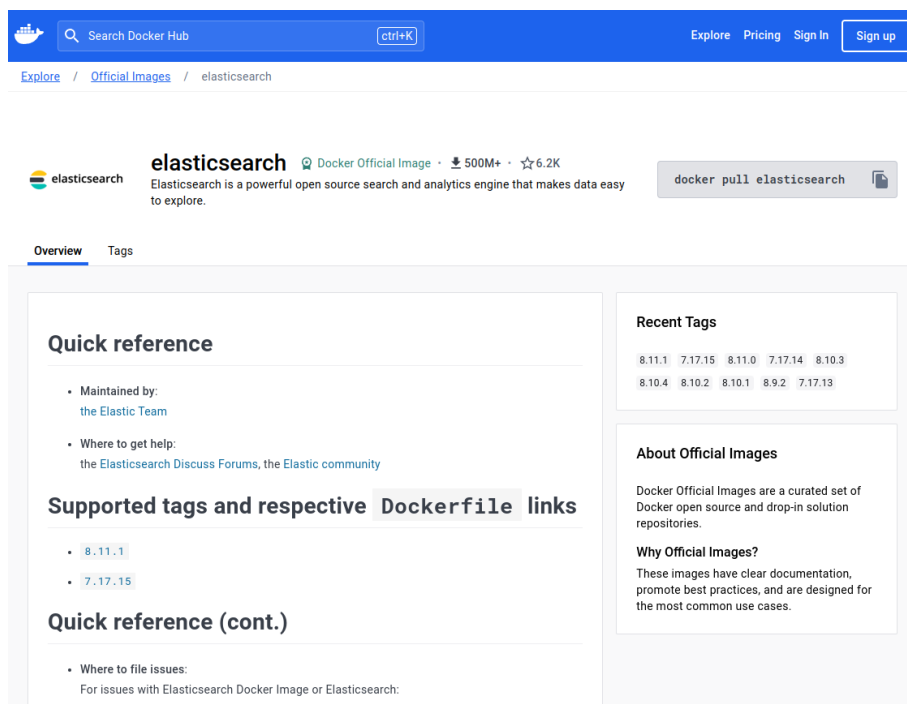 Search Docker Hub
ctrl+K
Explore Pricing Sign In Sign up
Explore / Official Images / elasticsearch
elasticsearch
elasticsearch Docker Official Image · 500M+ · 6.2K
Elasticsearch is a powerful open source search and analytics engine that makes data easy
to explore.
docker pull elasticsearch
Overview Tags
Quick reference
• Maintained by:
the Elastic Team
• Where to get help:
the Elasticsearch Discuss Forums, the Elastic community
Supported tags and respective Dockerfile links
• 8.11.1
• 7.17.15
Quick reference (cont.)
• Where to file issues:
For issues with Elasticsearch Docker Image or Elasticsearch:
Recent Tags
8.11.1 7.17.15 8.11.0 7.17.14 8.10.3
8.10.4 8.10.2 8.10.1 8.9.2 7.17.13
About Official Images
Docker Official Images are a curated set of
Docker open source and drop-in solution
repositories.
Why Official Images?
These images have clear documentation,
promote best practices, and are designed for
the most common use cases.